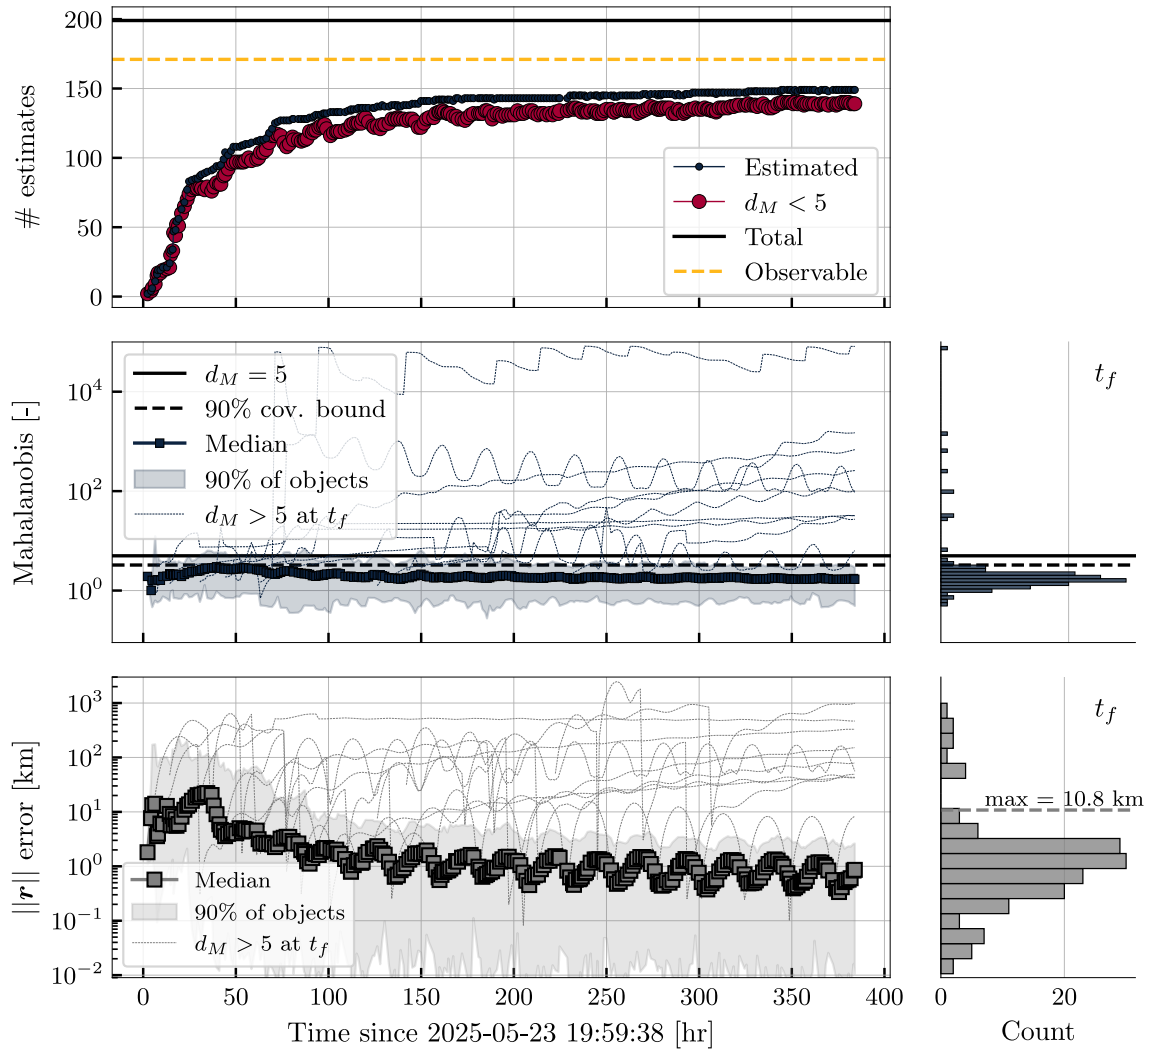 200
150
100
50
0
# estimates
Estimated
d_M < 5
Total
Observable
10^4
10^2
10^0
Mahalanobis [-]
d_M = 5
90% cov. bound
Median
90% of objects
d_M > 5 at t_f
t_f
10^3
10^2
10^1
10^0
10^{-1}
10^{-2}
||r|| error [km]
Median
90% of objects
d_M > 5 at t_f
t_f
max = 10.8 km
0 50 100 150 200 250 300 350 400
Time since 2025-05-23 19:59:38 [hr]
0 20
Count